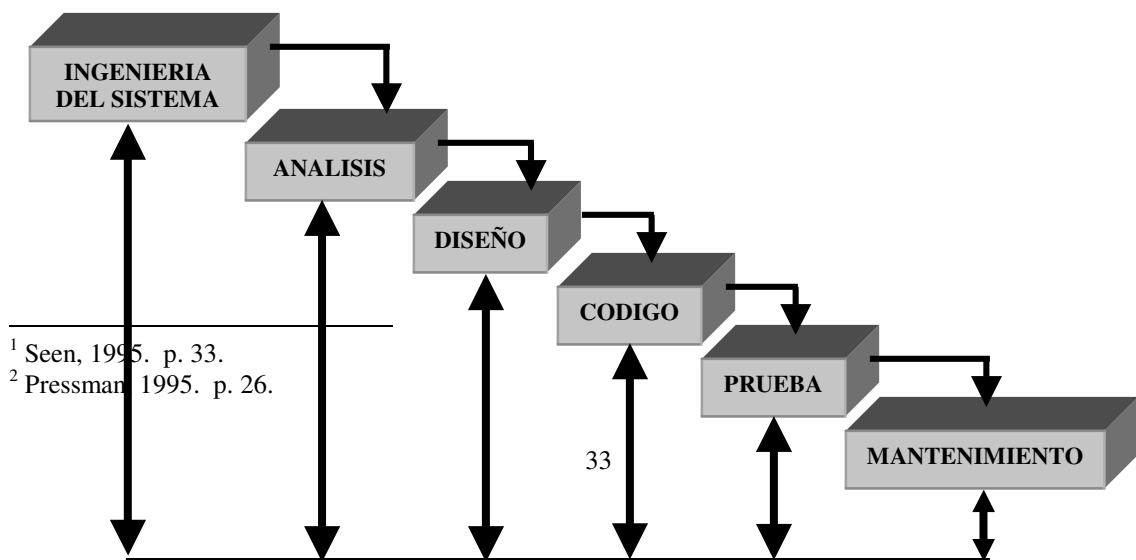 INGENIERIA
DEL SISTEMA
ANALISIS
DISEÑO
CODIGO
PRUEBA
MANTENIMIENTO
1 Seen, 1995. p. 33.
2 Pressman, 1995. p. 26.
33